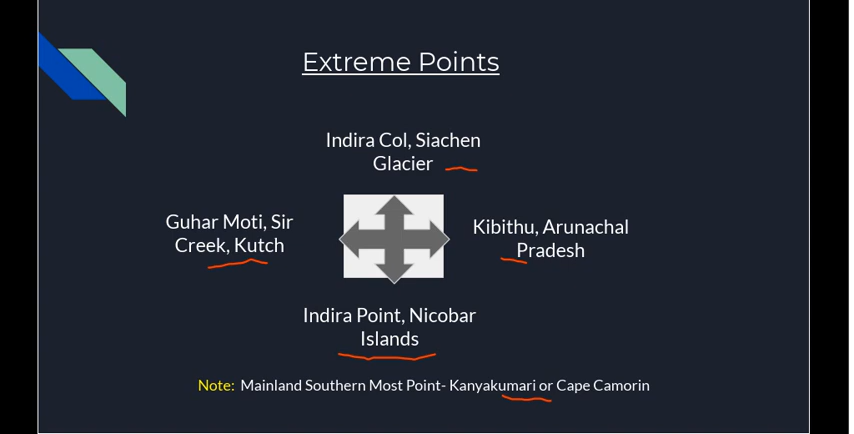 Extreme Points
Indira Col, Siachen
Glacier
Guhar Moti, Sir
Creek, Kutch
Kibithu, Arunachal
Pradesh
Indira Point, Nicobar
Islands
Note: Mainland Southern Most Point- Kanyakumari or Cape Camorin